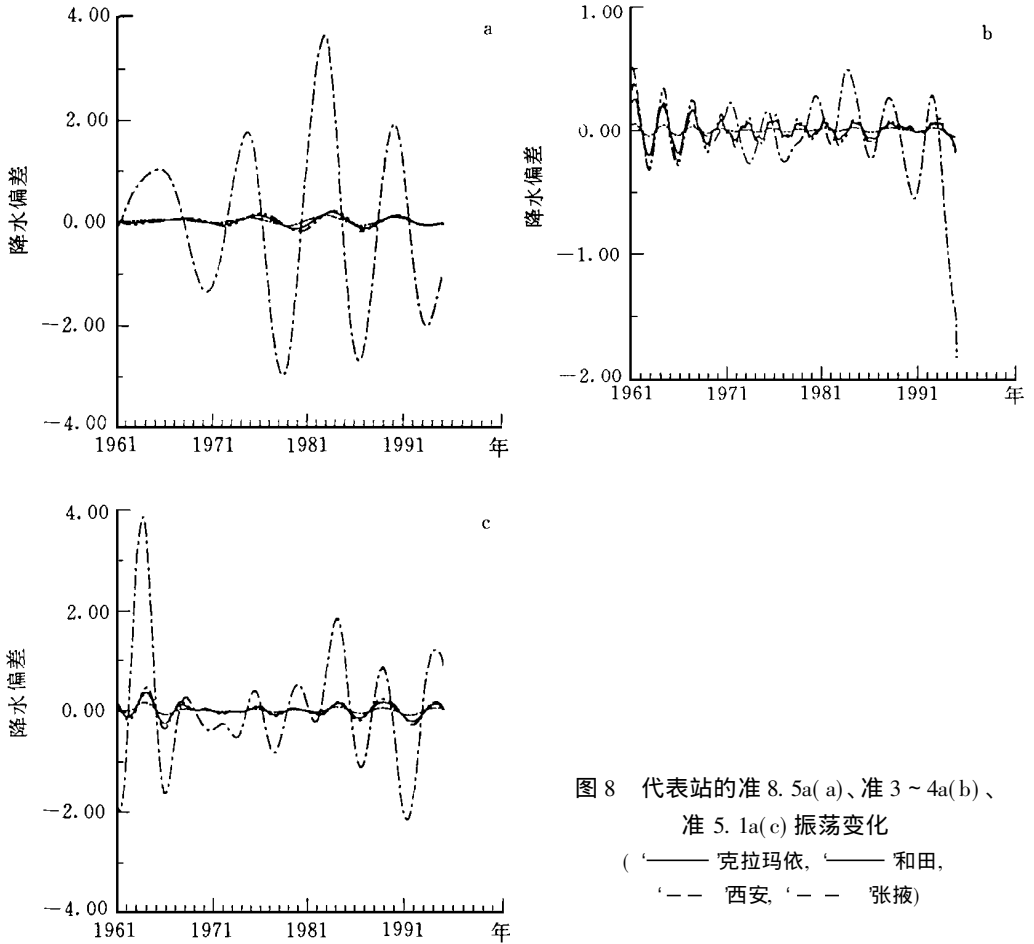 a
4.00
2.00
0.00
−2.00
−4.00
降水偏差
1961 1971 1981 1991 年
b
1.00
0.00
−1.00
−2.00
降水偏差
1961 1971 1981 1991 年
c
4.00
2.00
0.00
−2.00
−4.00
降水偏差
1961 1971 1981 1991 年
图 8 代表站的准 8. 5a( a)、准 3 ~ 4a( b) 、
准 5. 1a( c) 振荡变化
( ‘——— ’克拉玛依, ‘——— ’和田,
‘– – ’西安, ‘– – ’张掖)